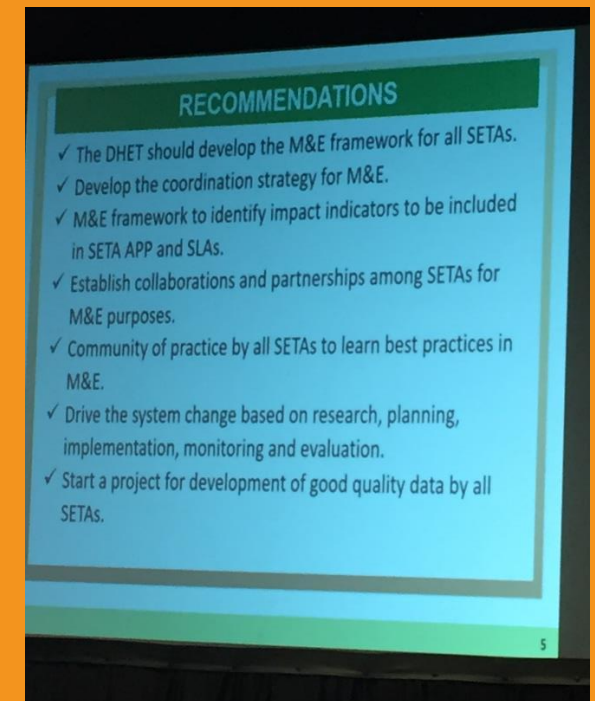 RECOMMENDATIONS
✓ The DHET should develop the M&E framework for all SETAs.
✓ Develop the coordination strategy for M&E.
✓ M&E framework to identify impact indicators to be included
in SETA APP and SLAs.
✓ Establish collaborations and partnerships among SETAs for
M&E purposes.
✓ Community of practice by all SETAs to learn best practices in
M&E.
✓ Drive the system change based on research, planning,
implementation, monitoring and evaluation.
✓ Start a project for development of good quality data by all
SETAs.
5